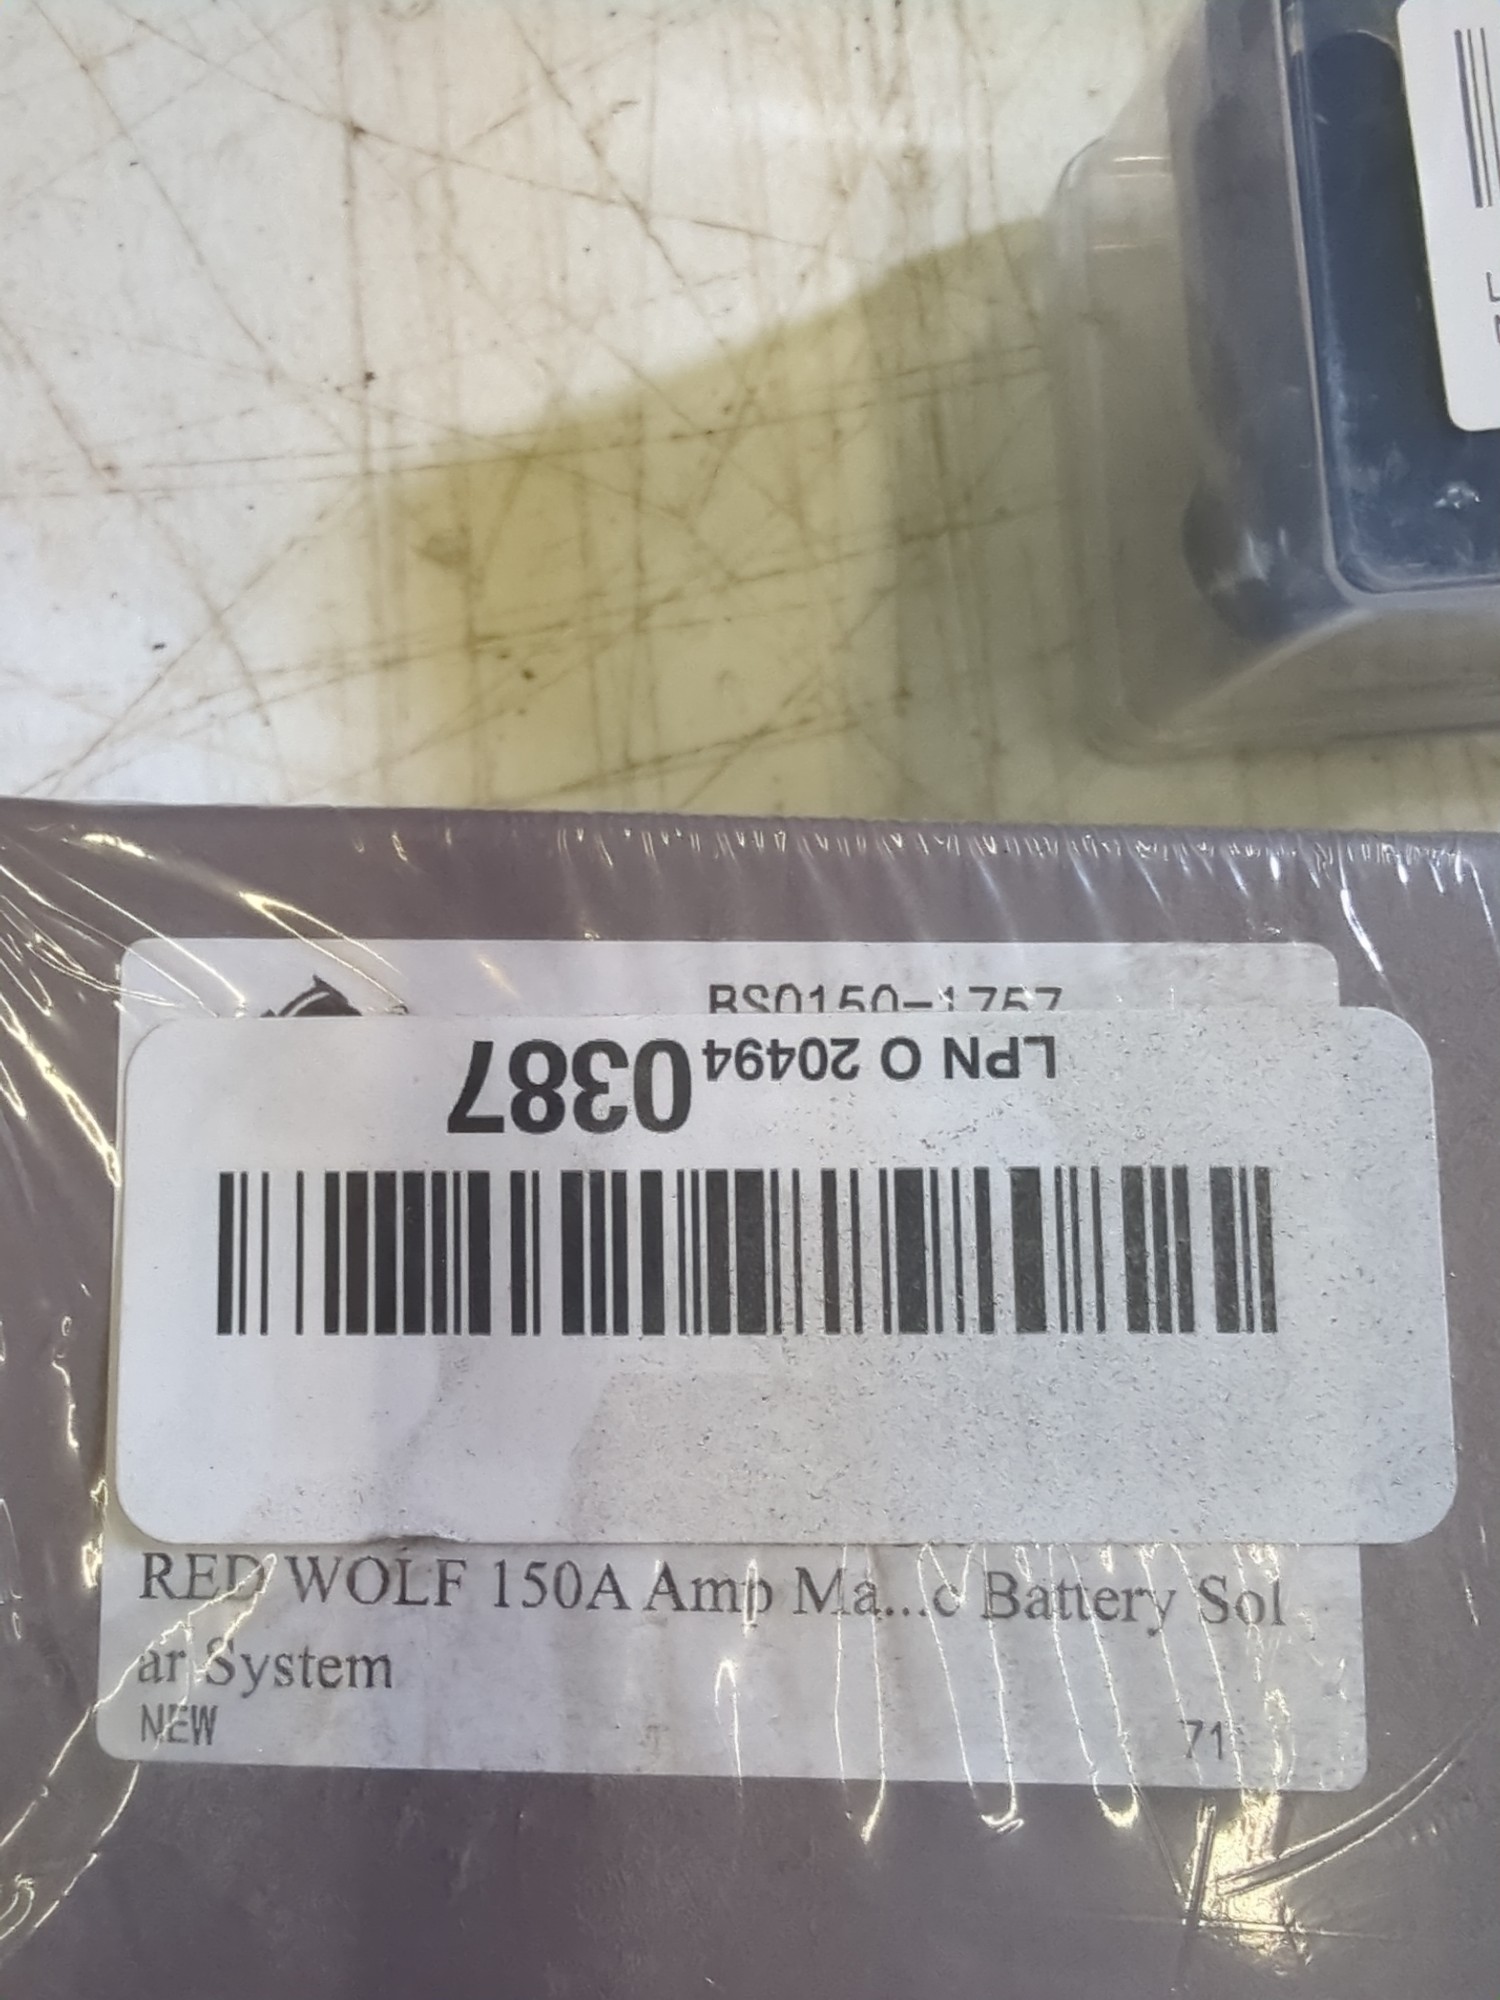 BS0150-1757
LPN O 20494 0387
RED WOLF 150A Amp Ma...c Battery Sol
ar System
NEW
71